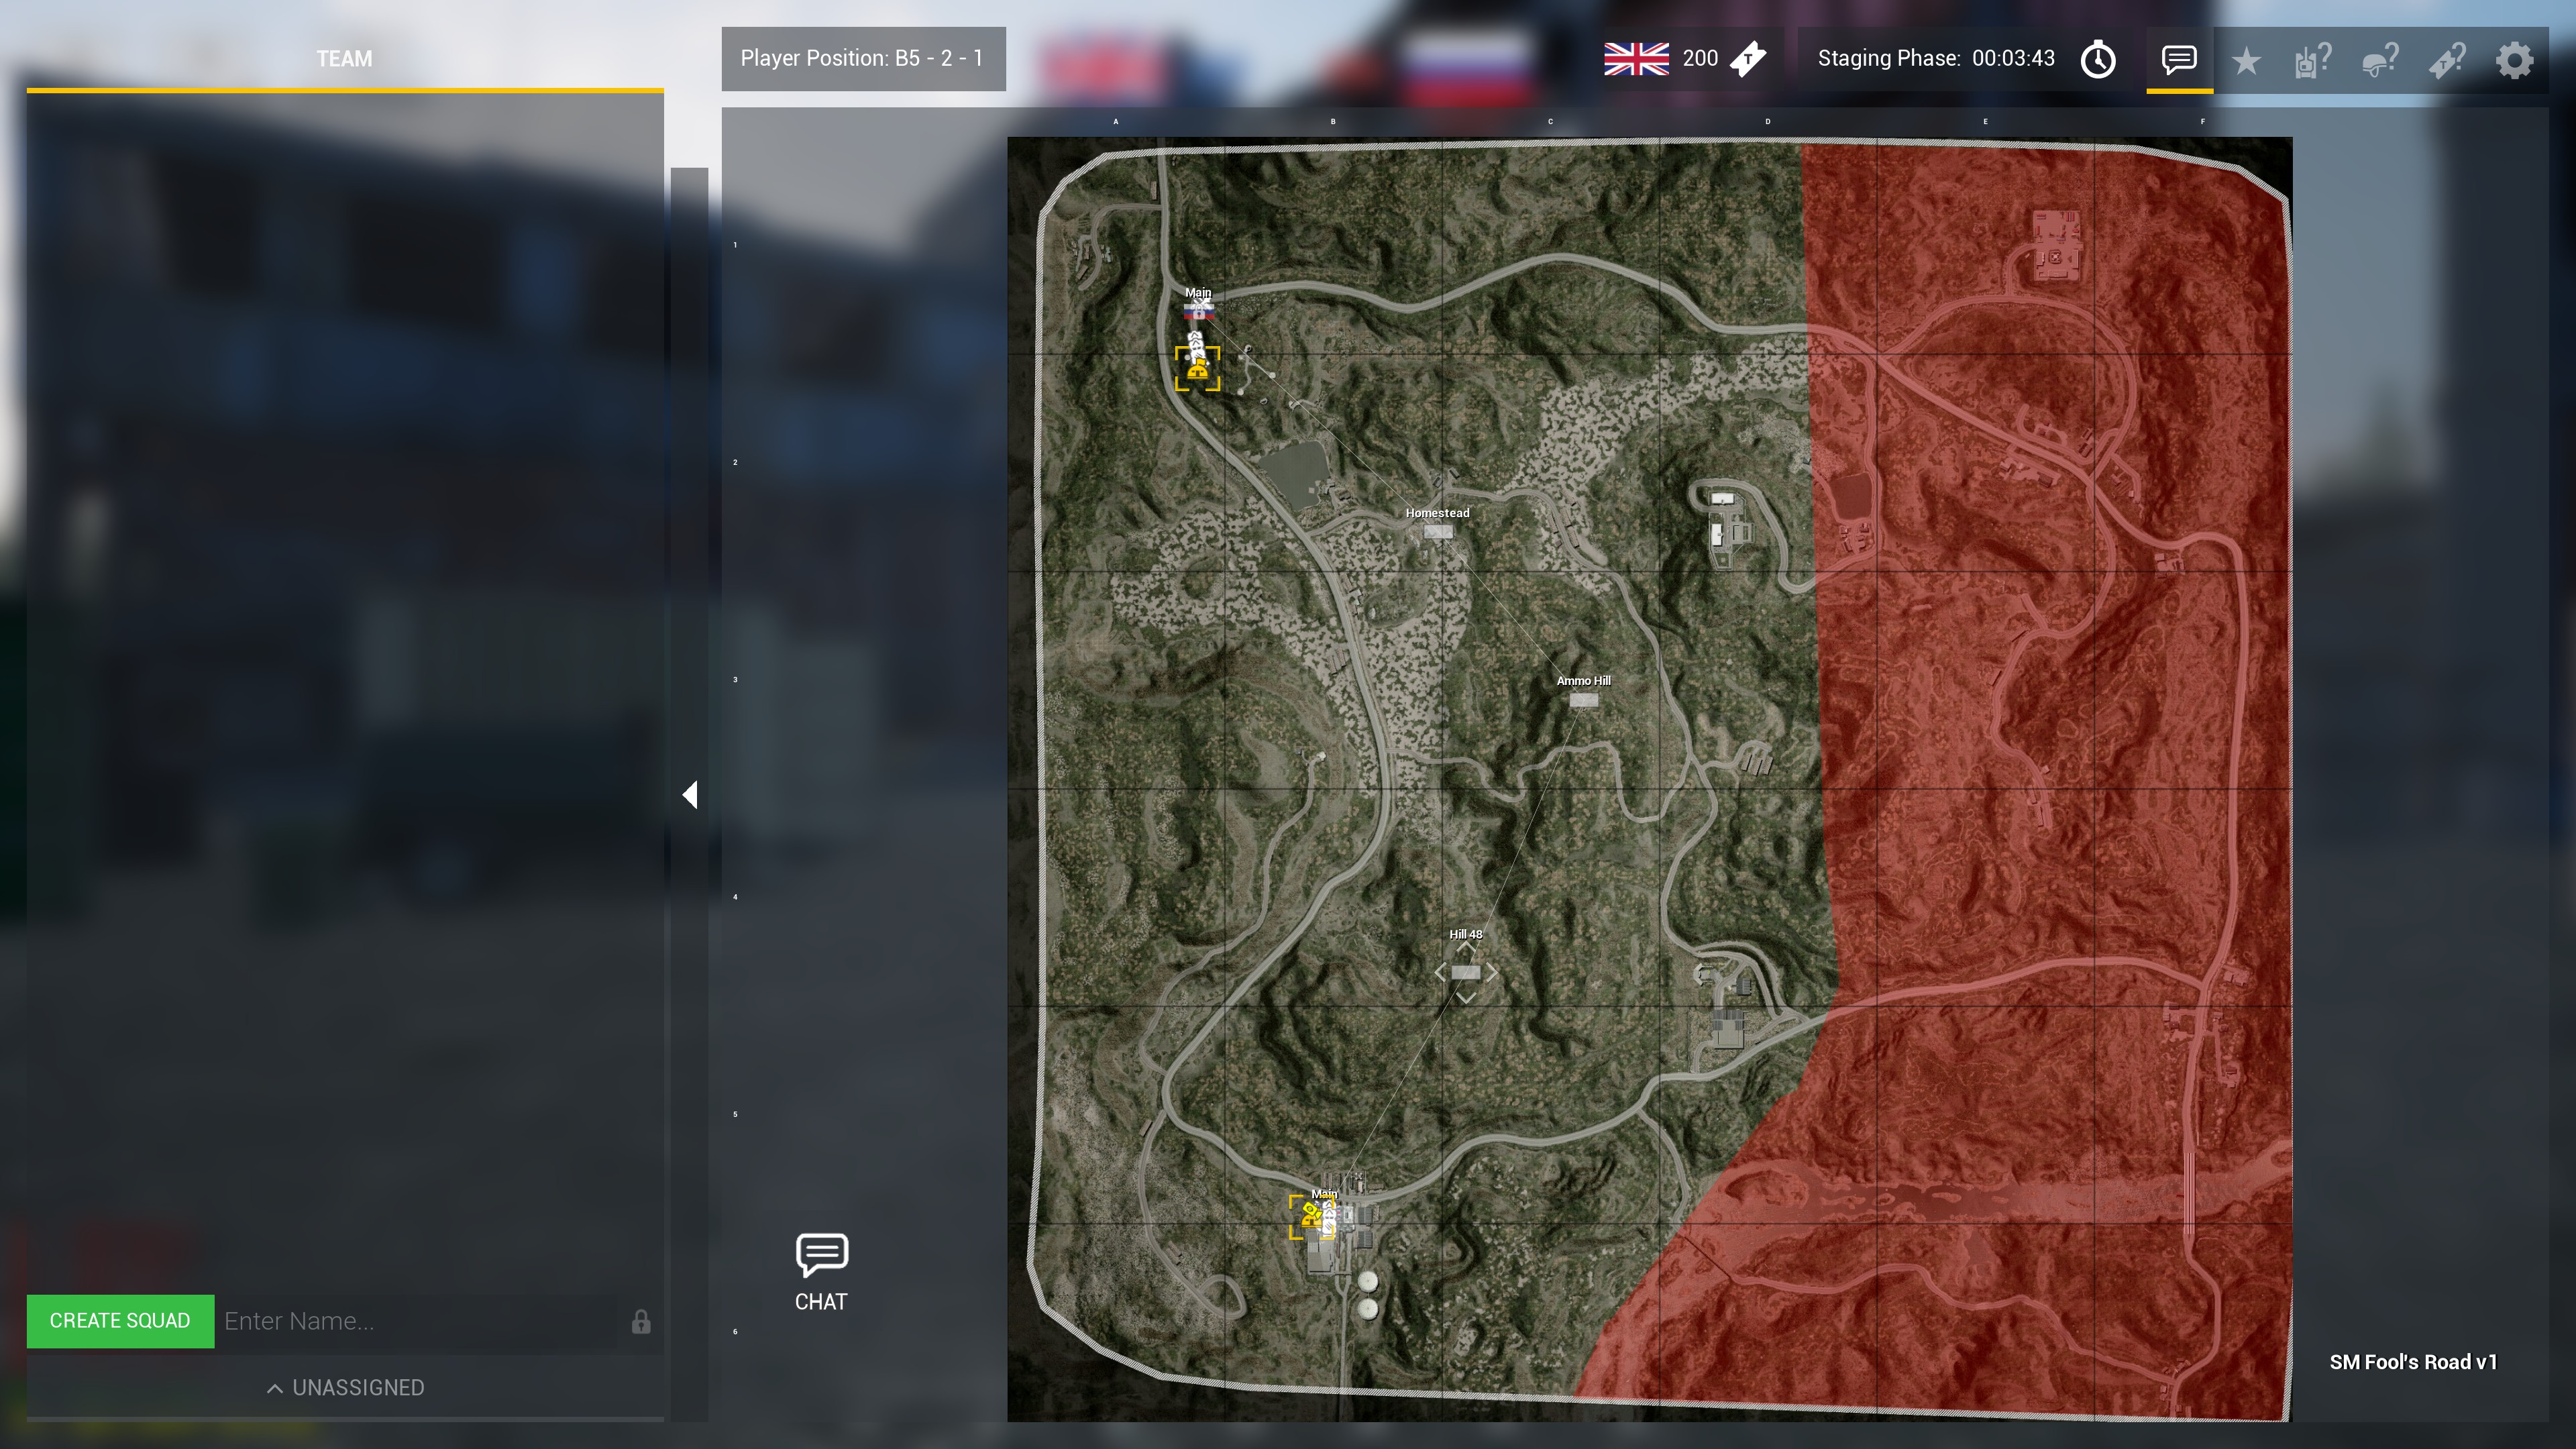 TEAM
Player Position: B5 - 2 - 1
200
T
Staging Phase: 00:03:43
?
?
T?
A
B
C
D
E
F
1
Main
2
Homestead
3
Ammo Hill
4
Hill 48
5
Main
CHAT
6
CREATE SQUAD
Enter Name...
UNASSIGNED
SM Fool's Road v1